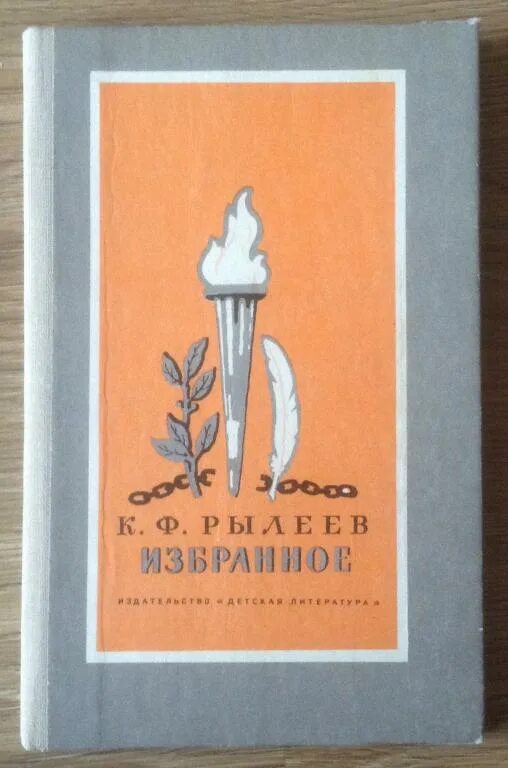 К. Ф. РЫЛЕЕВ
ИЗБРАННОЕ
ИЗДАТЕЛЬСТВО «ДЕТСКАЯ ЛИТЕРАТУРА»